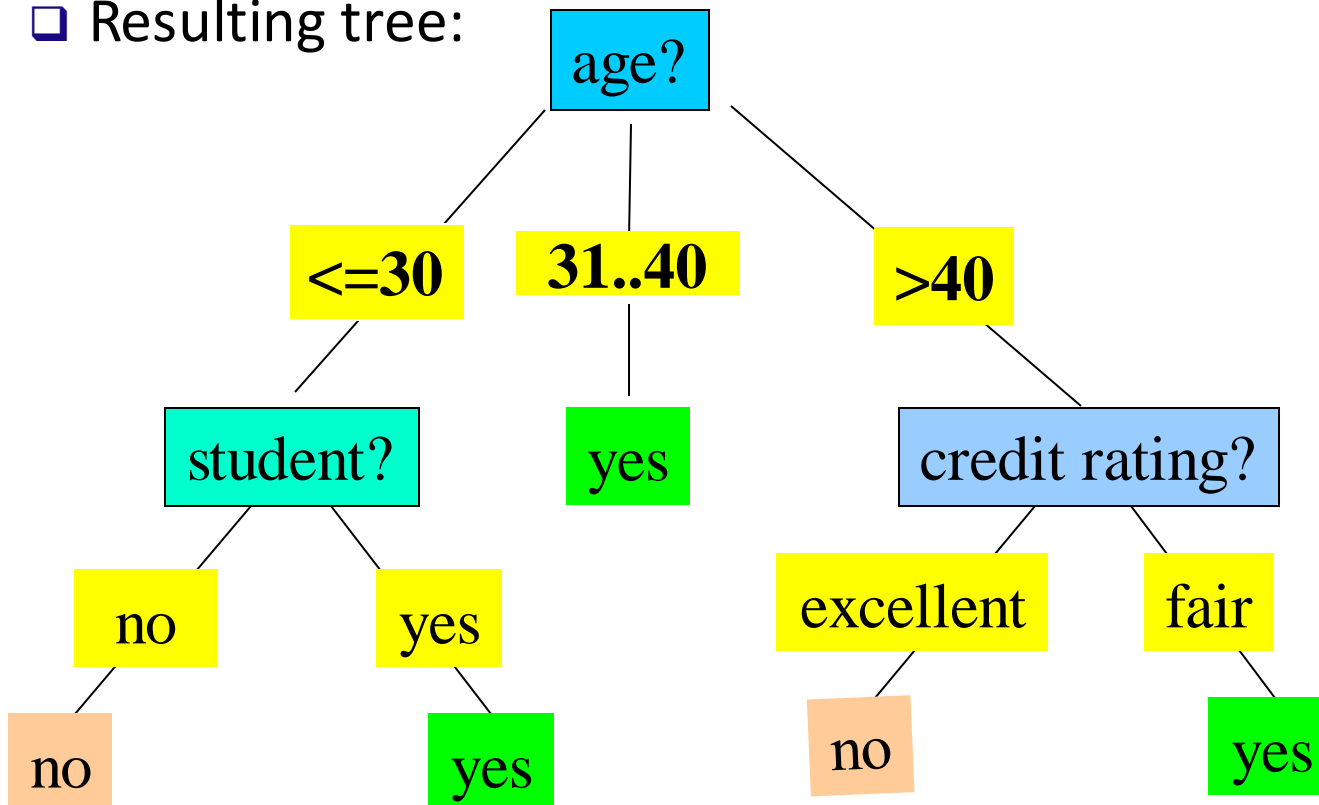 Resulting tree:
age?
<=30
31..40
>40
student?
yes
credit rating?
no
yes
excellent
fair
no
yes
no
yes